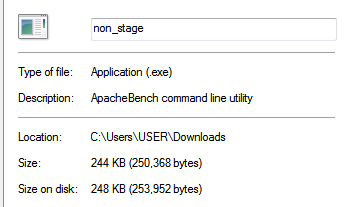 non_stage
Type of file: Application (.exe)
Description: ApacheBench command line utility
Location: C:\Users\USER\Downloads
Size: 244 KB (250,368 bytes)
Size on disk: 248 KB (253,952 bytes)